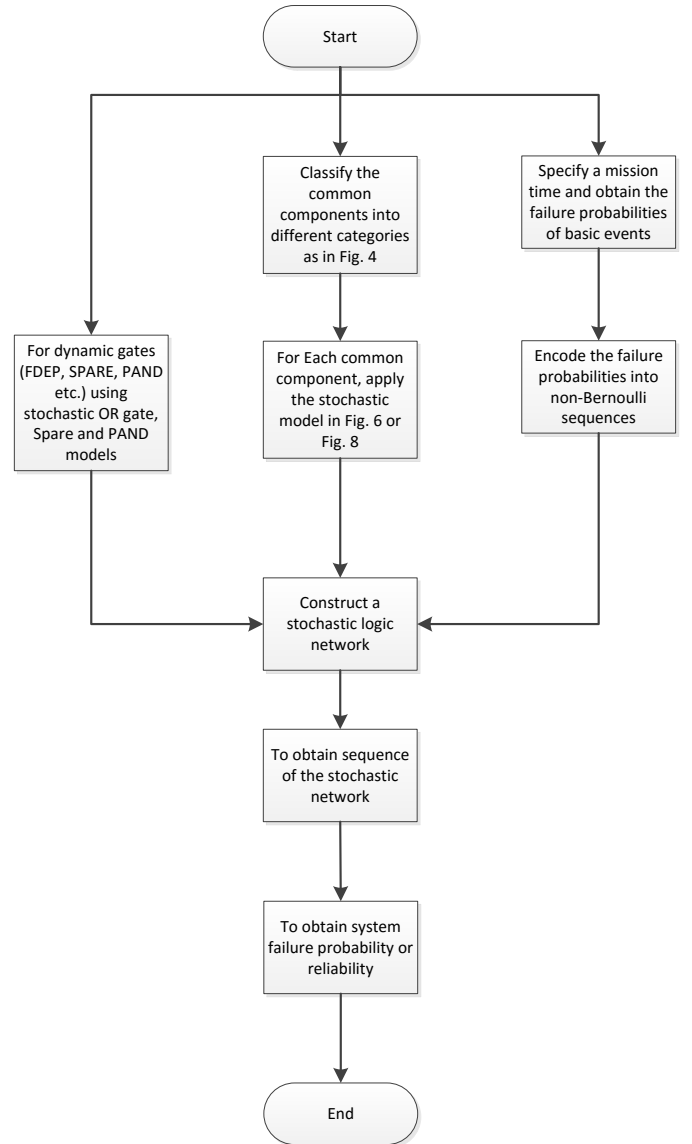 Start
Classify the
common
components into
different categories
as in Fig. 4
Specify a mission
time and obtain the
failure probabilities
of basic events
For dynamic gates
(FDEP, SPARE, PAND
etc.) using
stochastic OR gate,
Spare and PAND
models
For Each common
component, apply
the stochastic
model in Fig. 6 or
Fig. 8
Encode the failure
probabilities into
non-Bernoulli
sequences
Construct a
stochastic logic
network
To obtain sequence
of the stochastic
network
To obtain system
failure probability or
reliability
End